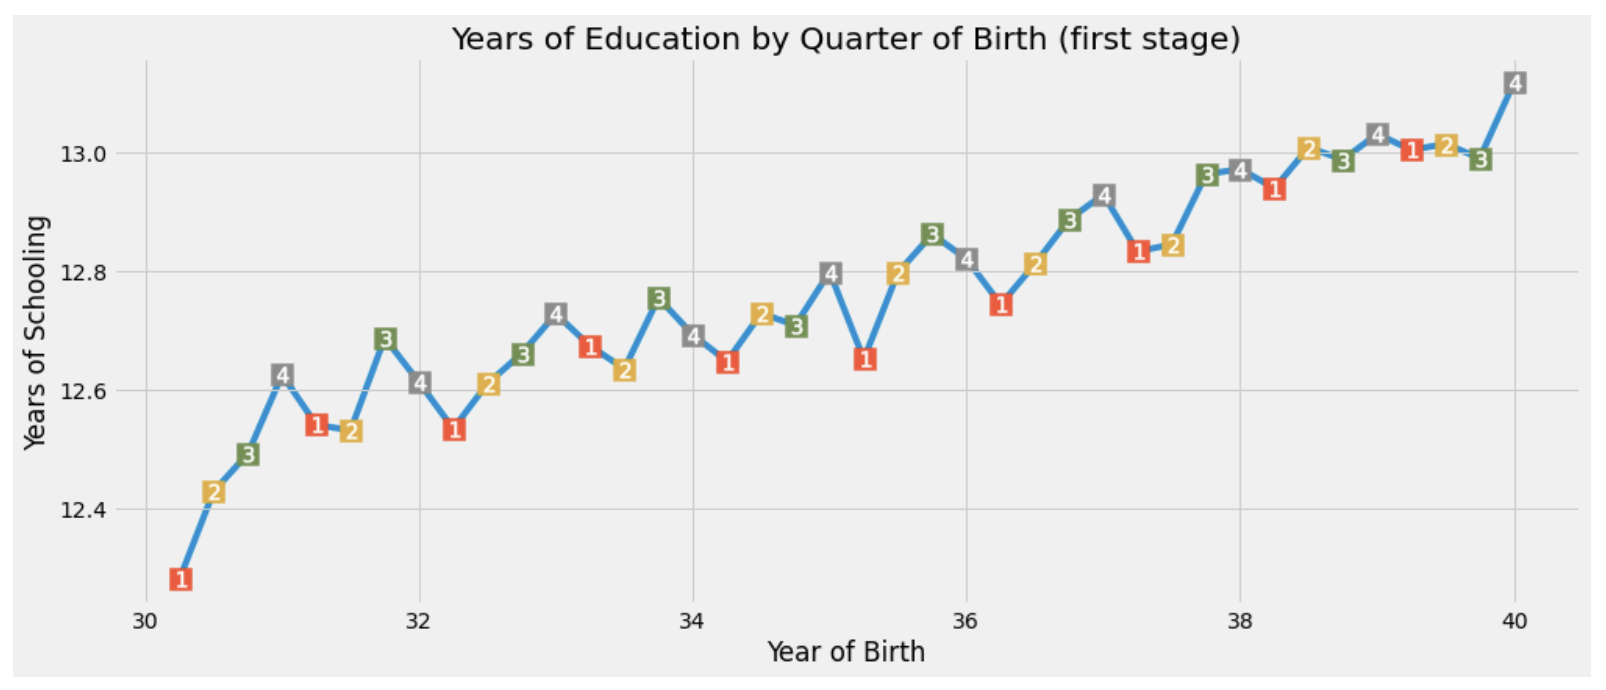 Years of Education by Quarter of Birth (first stage)
Years of Schooling
13.0
12.8
12.6
12.4
1 2 3 4 1 2 3 4 1 2 3 4 1 2 3 4 1 2 3 4 1 2 3 4 1 2 3 4 1 2 3 4 1 2 3 4 1 2 3 4
30 32 34 36 38 40
Year of Birth